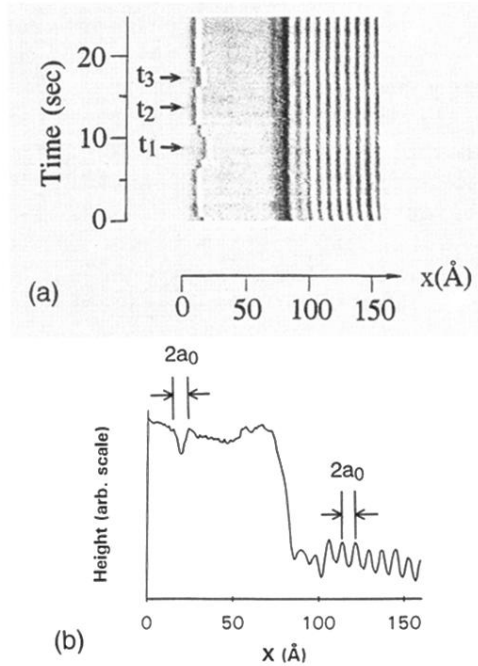 Time (sec)
20
10
0
t3
t2
t1
(a)
0 50 100 150
x(Å)
2a0
2a0
Height (arb. scale)
0 50 100 150
X (Å)
(b)